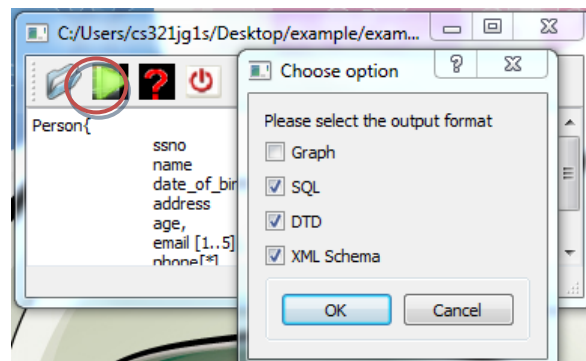 C:/Users/cs321jg1s/Desktop/example/exam...
Person{
ssno
name
date_of_bir
address
age,
email [1..5]
phone[*]
Choose option
Please select the output format
Graph
SQL
DTD
XML Schema
OK
Cancel